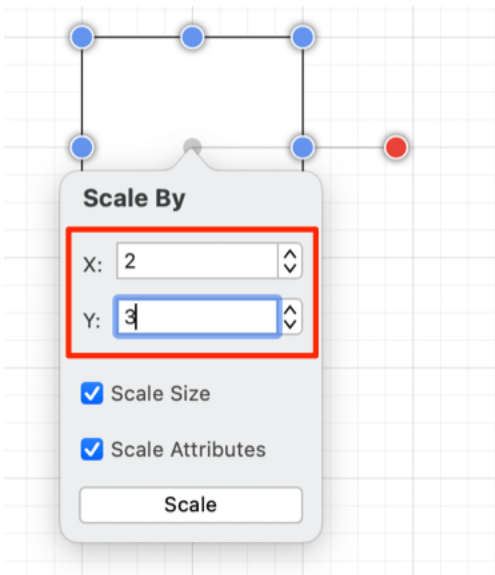 Scale By
X: 2
Y: 3
Scale Size
Scale Attributes
Scale